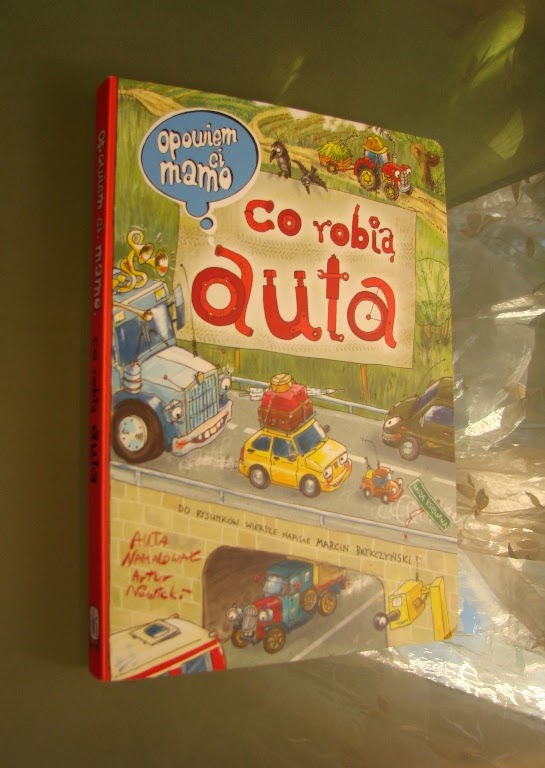 opowiem
ci
mamo
co robią
auta
DO RYSUNKÓW WIERSZE NAPISAŁ MARCIN BRYKCZYŃSKI
AUTA
NAMALOWAŁ
Artur
Nowicki
opowiem ci mamo, co robią auta